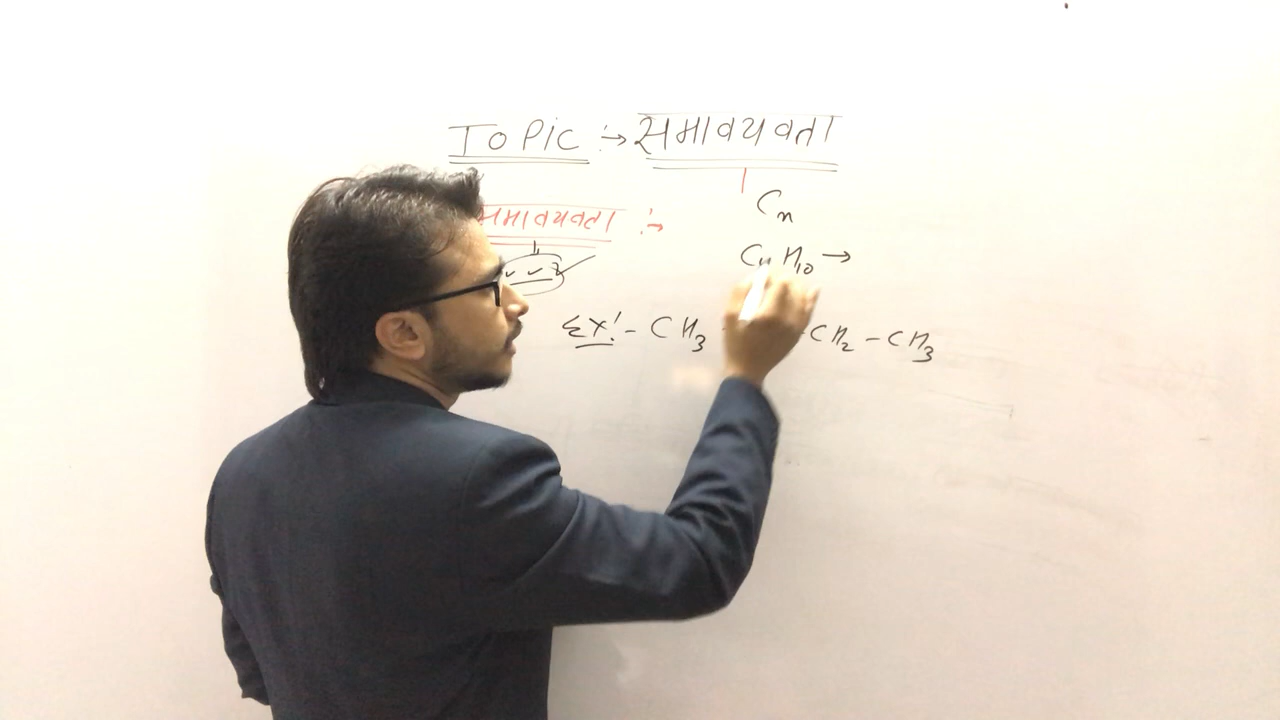 TOPIC :→ समावयवता
समावयवता :→
Cn
C4H10 →
Ex:- CH3 - CH2 - CH3